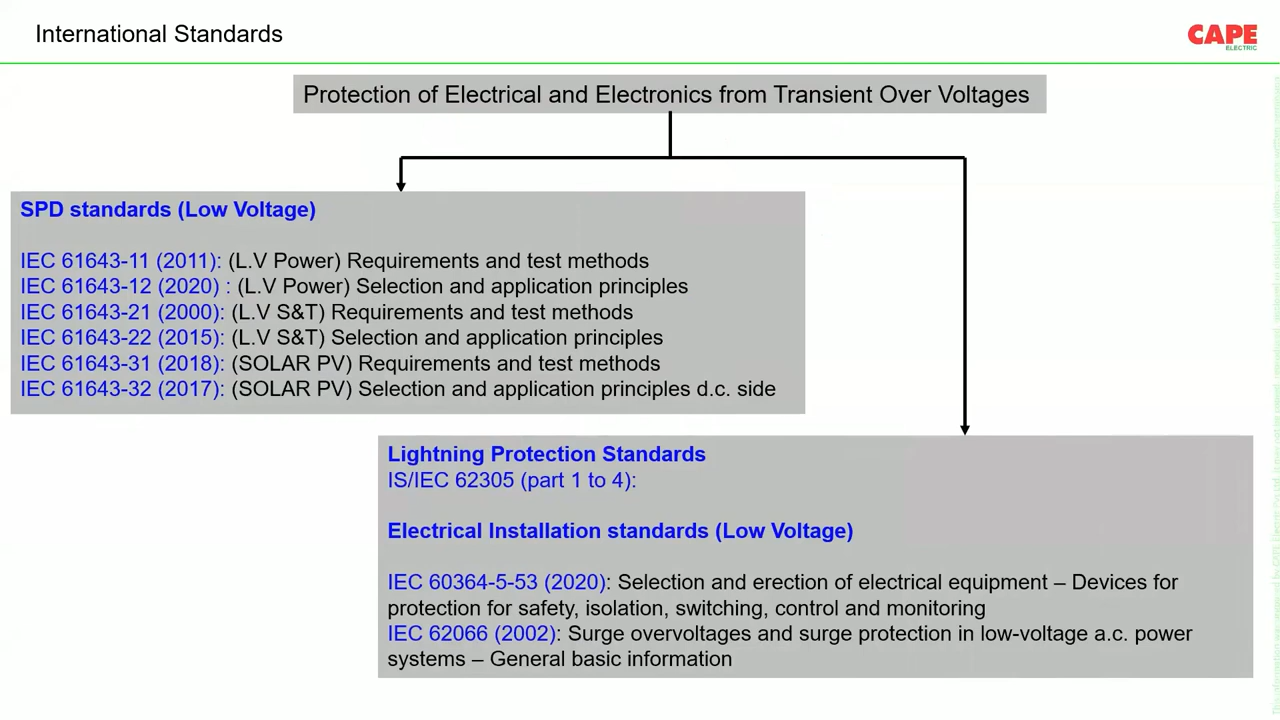 International Standards
CAPE
ELECTRIC
Protection of Electrical and Electronics from Transient Over Voltages
SPD standards (Low Voltage)
IEC 61643-11 (2011): (L.V Power) Requirements and test methods
IEC 61643-12 (2020) : (L.V Power) Selection and application principles
IEC 61643-21 (2000): (L.V S&T) Requirements and test methods
IEC 61643-22 (2015): (L.V S&T) Selection and application principles
IEC 61643-31 (2018): (SOLAR PV) Requirements and test methods
IEC 61643-32 (2017): (SOLAR PV) Selection and application principles d.c. side
Lightning Protection Standards
IS/IEC 62305 (part 1 to 4):
Electrical Installation standards (Low Voltage)
IEC 60364-5-53 (2020): Selection and erection of electrical equipment – Devices for
protection for safety, isolation, switching, control and monitoring
IEC 62066 (2002): Surge overvoltages and surge protection in low-voltage a.c. power
systems – General basic information